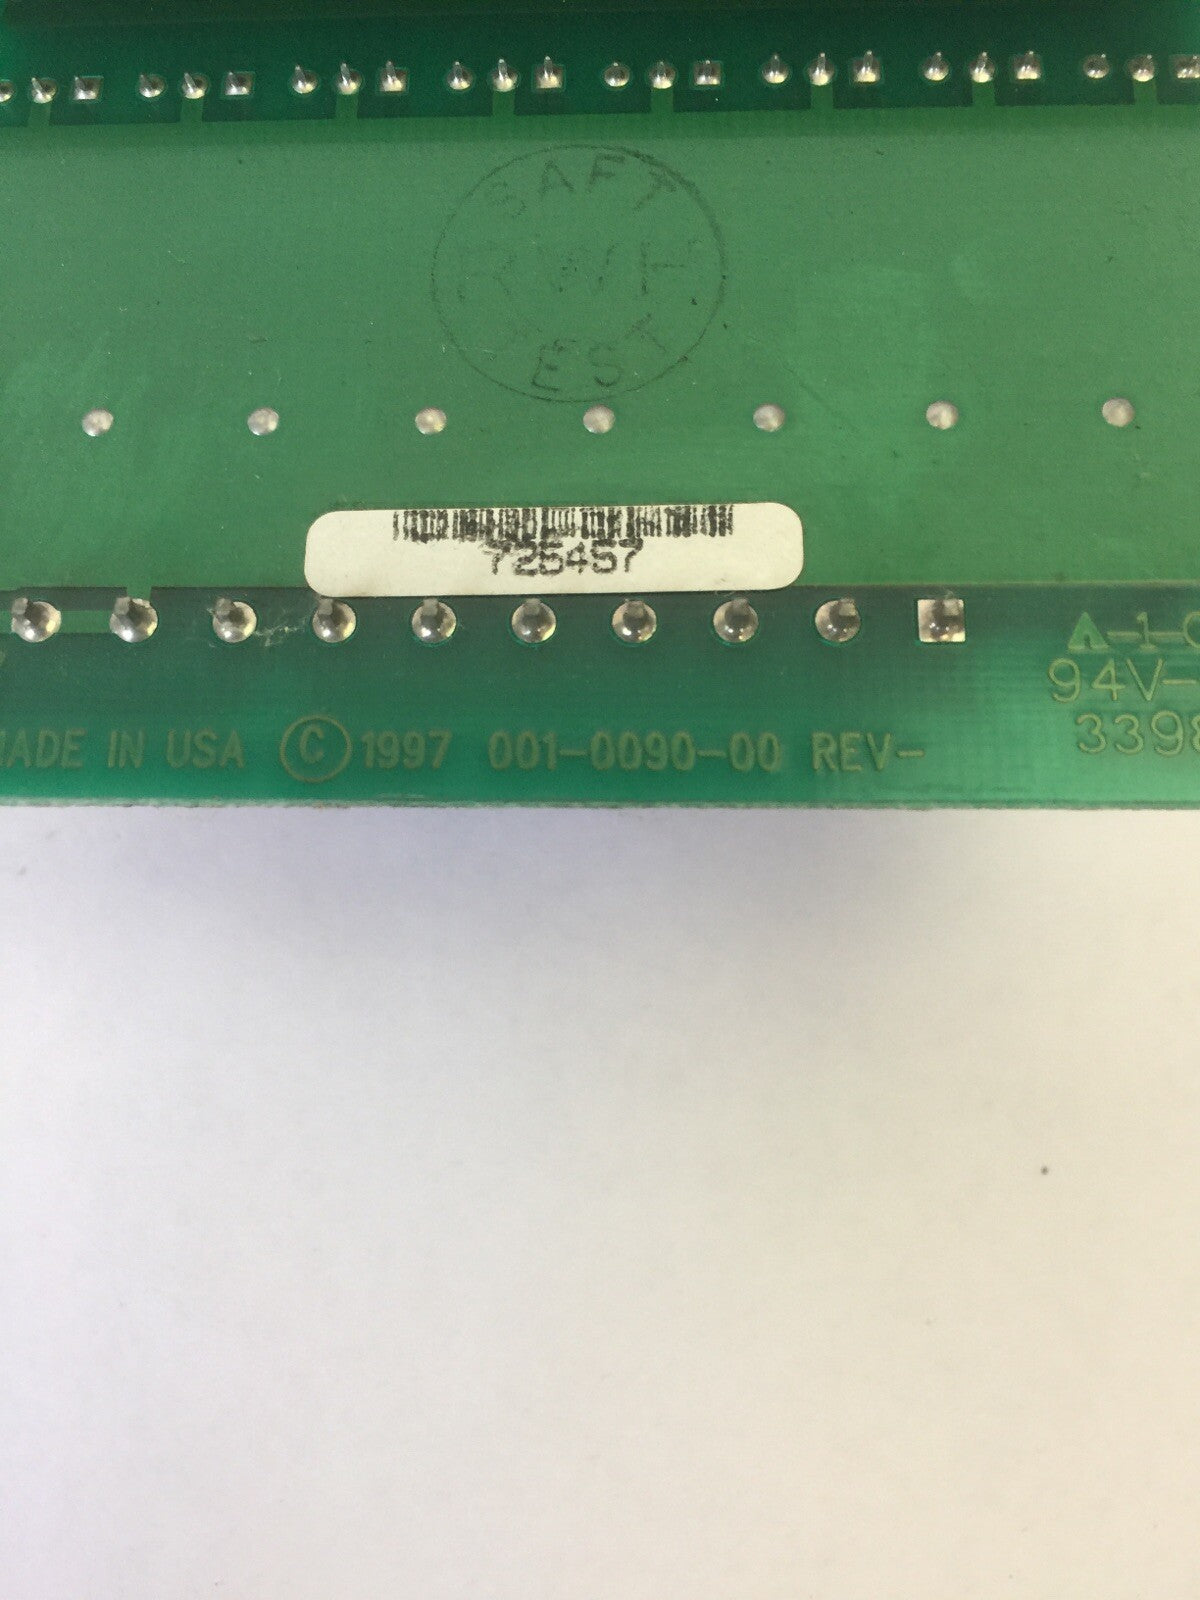 SAFT
RWH
TEST
725457
94V-
3398
MADE IN USA © 1997 001-0090-00 REV-